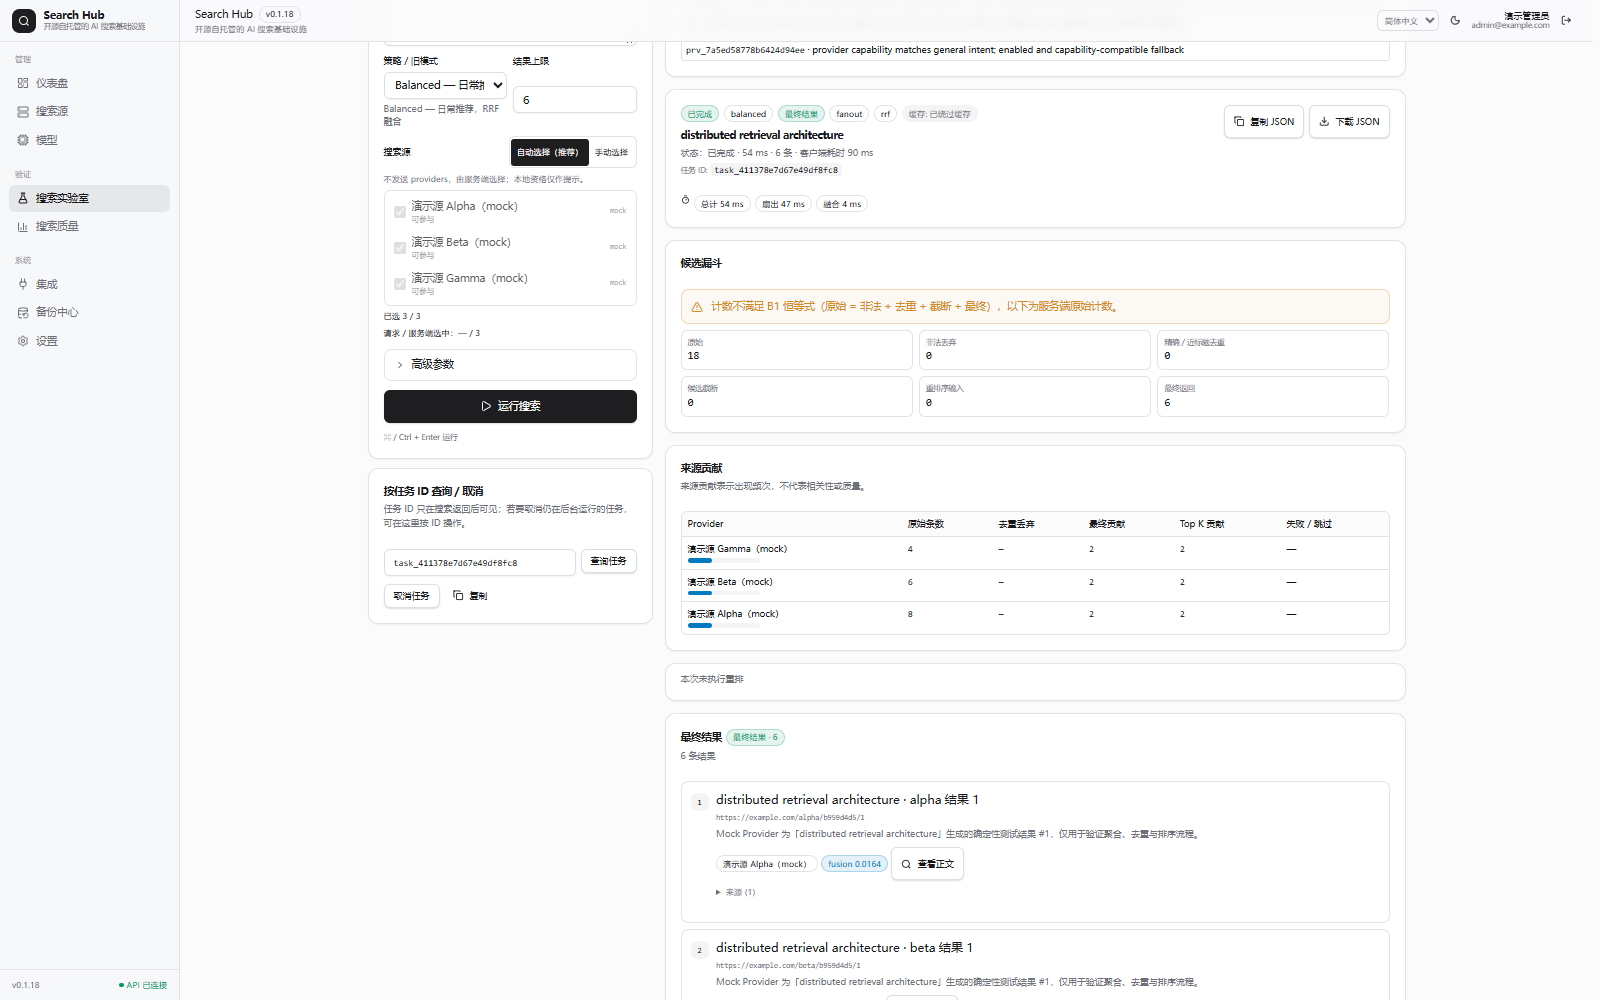 Search Hub
开源自托管的 AI 搜索基础设施
管理
仪表盘
搜索源
模型
验证
搜索实验室
搜索质量
系统
集成
备份中心
设置
v0.1.18
API 已连接
Search Hub v0.1.18
开源自托管的 AI 搜索基础设施
简体中文
演示管理员
admin@example.com
策略 / 旧模式
Balanced — 日常推
Balanced — 日常推荐，RRF
融合
结果上限
6
搜索源
自动选择（推荐）
手动选择
不发送 providers，由服务端选择；本地资格仅作提示。
演示源 Alpha（mock）
可参与
mock
演示源 Beta（mock）
可参与
mock
演示源 Gamma（mock）
可参与
mock
已选 3 / 3
请求 / 服务端选中：— / 3
高级参数
运行搜索
⌘ / Ctrl + Enter 运行
按任务 ID 查询 / 取消
任务 ID 只在搜索返回后可见；若要取消仍在后台运行的任务，
可在这里按 ID 操作。
task_411378e7d67e49df8fc8
查询任务
取消任务
复制
prv_7a5ed58778b6424d94ee · provider capability matches general intent; enabled and capability-compatible fallback
已完成 balanced 最终结果 fanout rrf 缓存: 已绕过缓存
复制 JSON
下载 JSON
distributed retrieval architecture
状态：已完成 · 54 ms · 6 条 · 客户端耗时 90 ms
任务 ID: task_411378e7d67e49df8fc8
总计 54 ms 扇出 47 ms 融合 4 ms
候选漏斗
计数不满足 B1 恒等式（原始 = 非法 + 去重 + 截断 + 最终），以下为服务端原始计数。
原始
18
非法丢弃
0
精确 / 近标题去重
0
候选截断
0
重排序输入
0
最终返回
6
来源贡献
来源贡献表示出现频次，不代表相关性或质量。
Provider 原始条数 去重丢弃 最终贡献 Top K 贡献 失败 / 跳过
演示源 Gamma（mock） 4 – 2 2 —
演示源 Beta（mock） 6 – 2 2 —
演示源 Alpha（mock） 8 – 2 2 —
本次未执行重排
最终结果 最终结果 · 6
6 条结果
1
distributed retrieval architecture · alpha 结果 1
https://example.com/alpha/b959d4d5/1
Mock Provider 为「distributed retrieval architecture」生成的确定性测试结果 #1，仅用于验证聚合、去重与排序流程。
演示源 Alpha（mock） fusion 0.0164 查看正文
来源 (1)
2
distributed retrieval architecture · beta 结果 1
https://example.com/beta/b959d4d5/1
Mock Provider 为「distributed retrieval architecture」生成的确定性测试结果 #1，仅用于验证聚合、去重与排序流程。